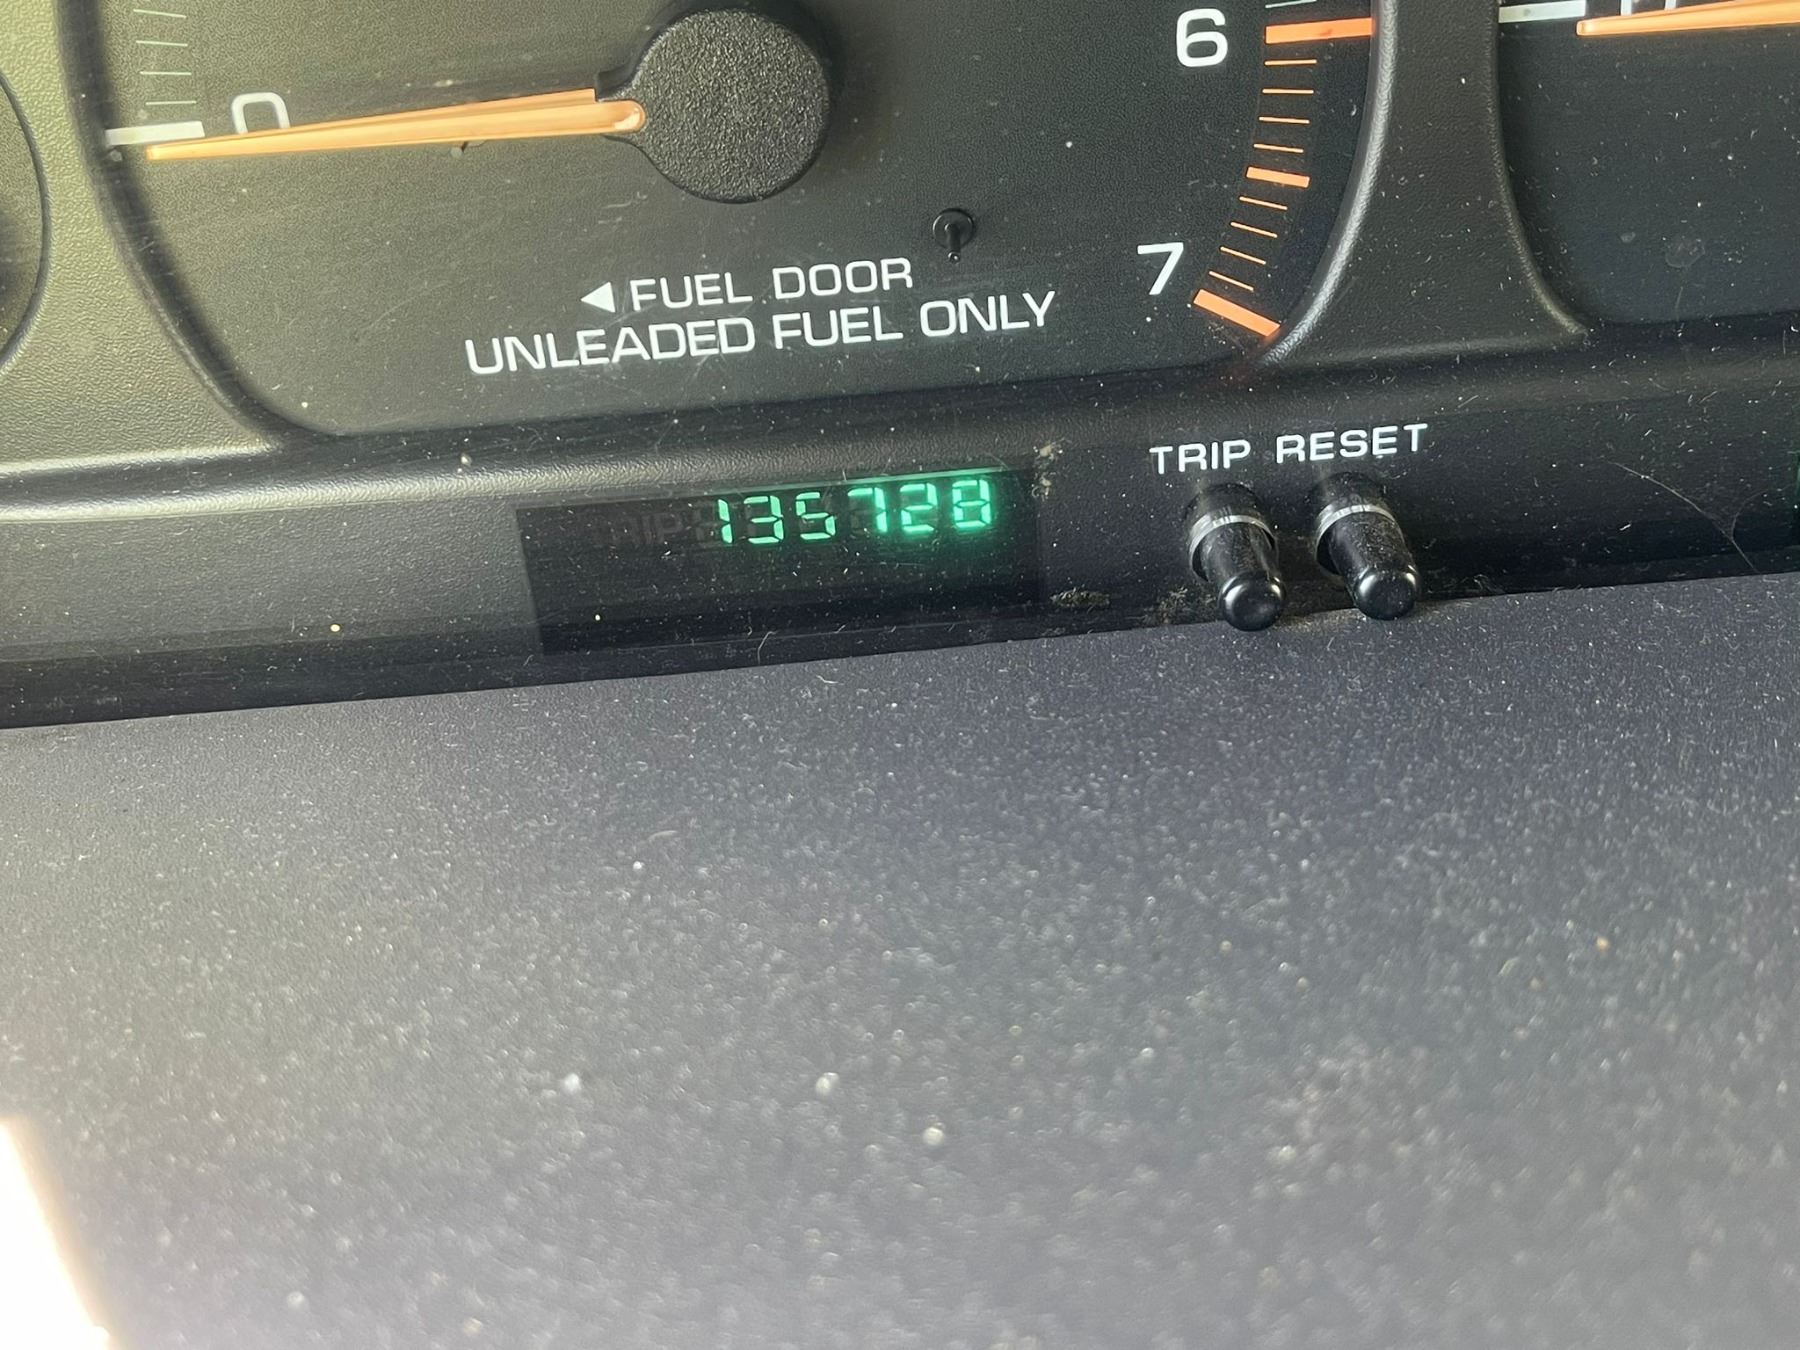 0
6
7
◀FUEL DOOR
UNLEADED FUEL ONLY
TRIP RESET
135728